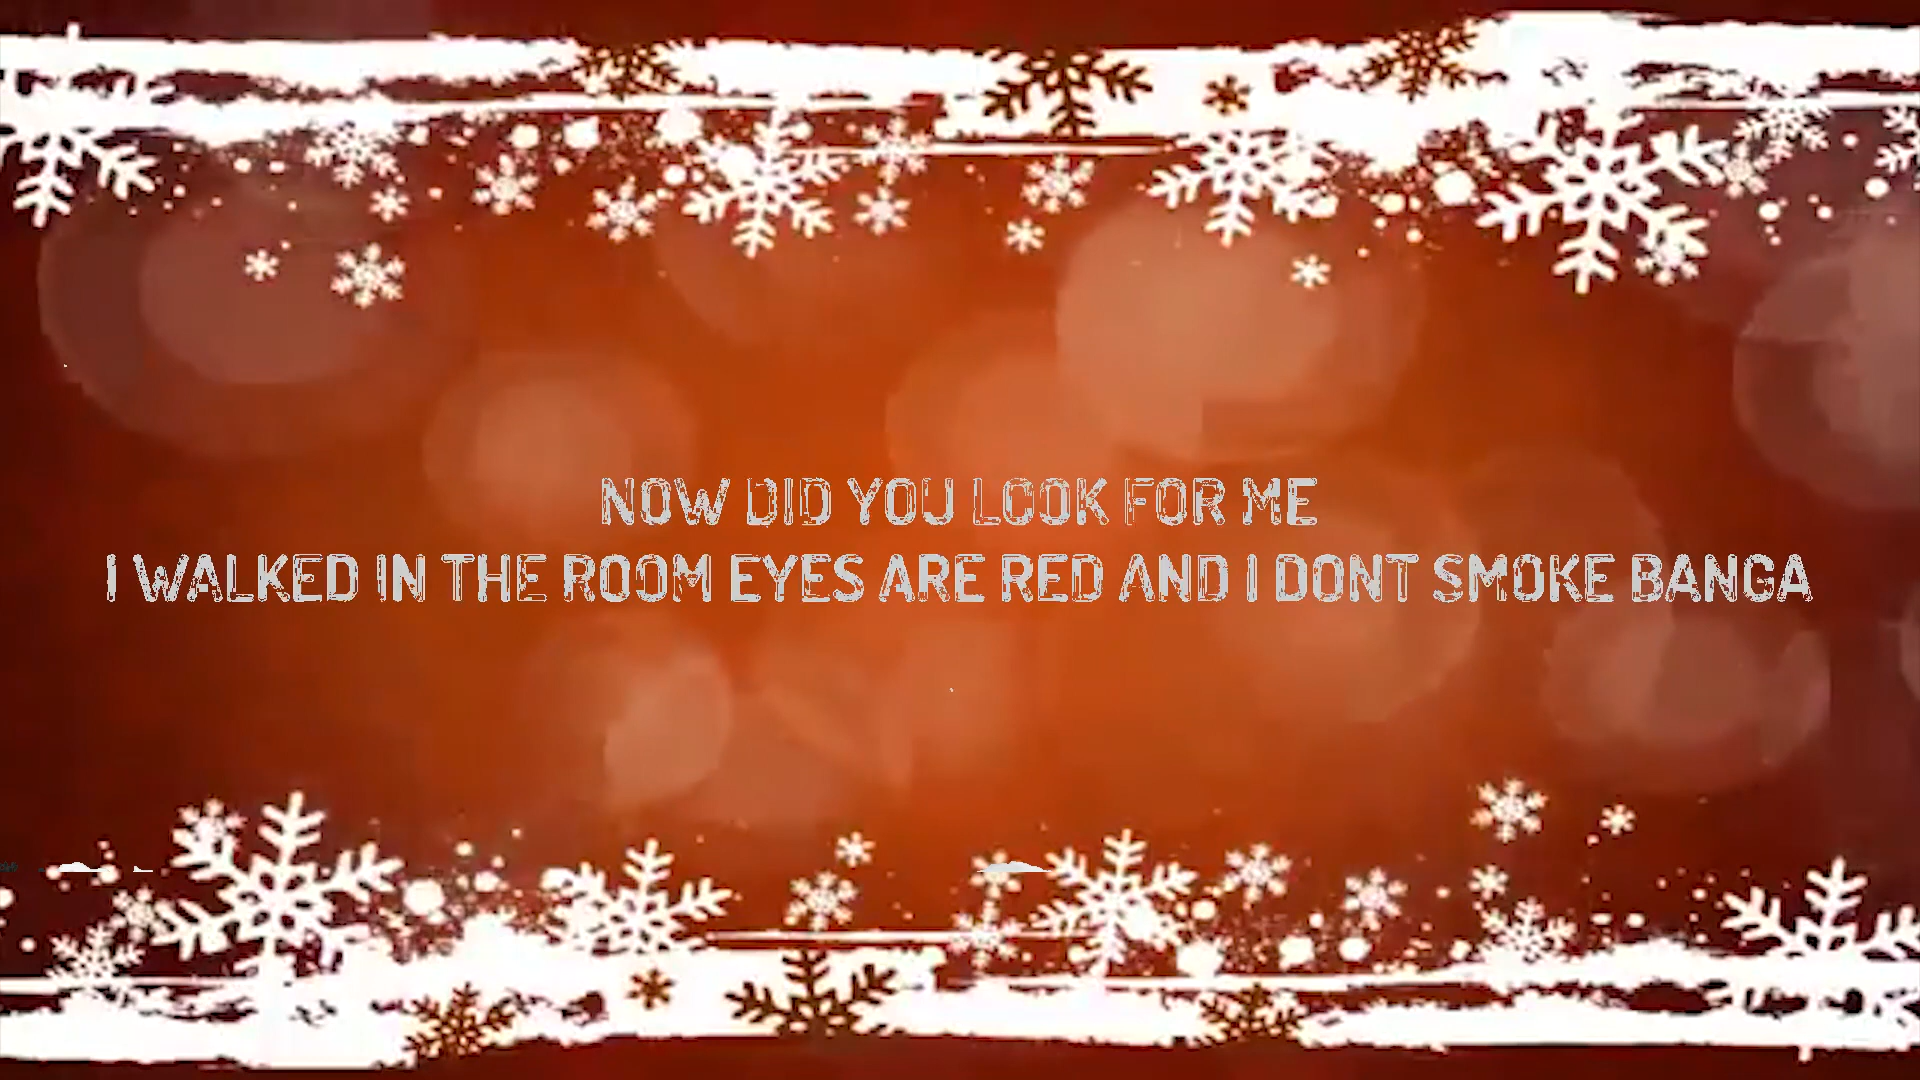 NOW DID YOU LOOK FOR ME
I WALKED IN THE ROOM EYES ARE RED AND I DONT SMOKE BANGA